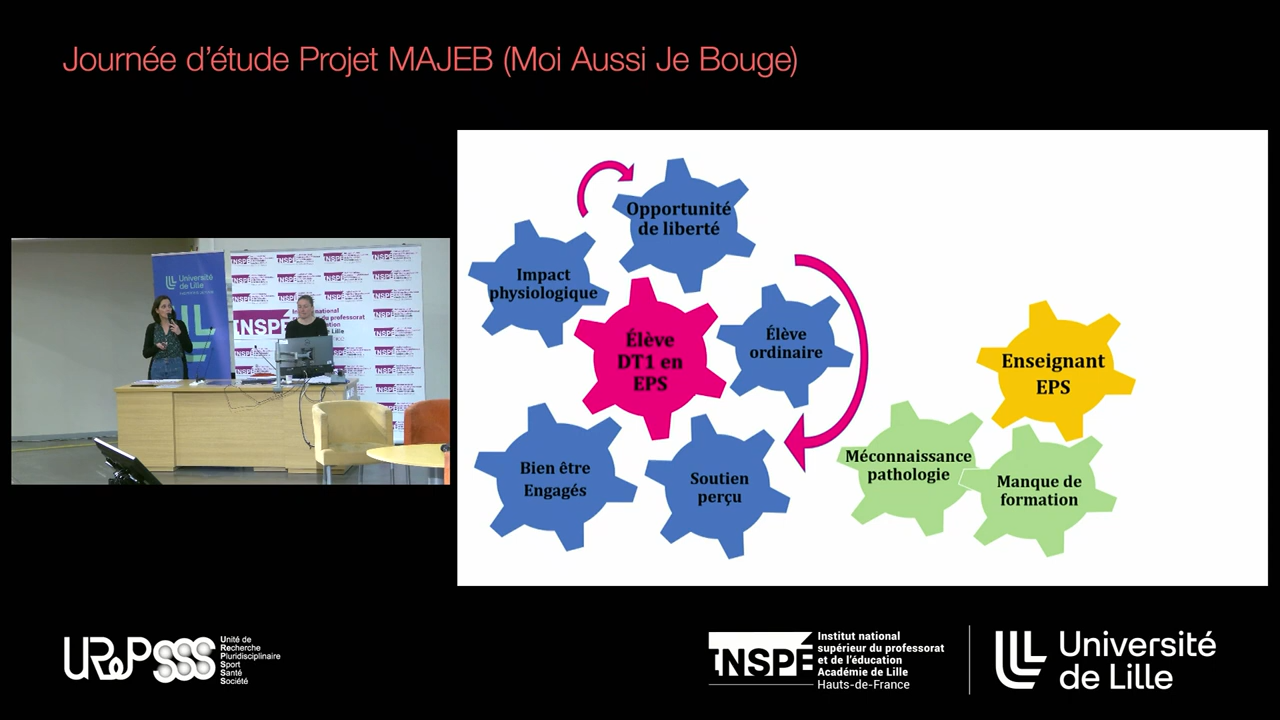 Journée d'étude Projet MAJEB (Moi Aussi Je Bouge)
Opportunité
de liberté
Impact
physiologique
Élève
DT1 en
EPS
Élève
ordinaire
Bien être
Engagés
Soutien
perçu
Enseignant
EPS
Méconnaissance
pathologie
Manque de
formation
Université
de Lille
INSPÉ
URePSSS
Unité de
Recherche
Pluridisciplinaire
Sport
Santé
Société
INSPÉ
Institut national
supérieur du professorat
et de l'éducation
Académie de Lille
Hauts-de-France
Université
de Lille